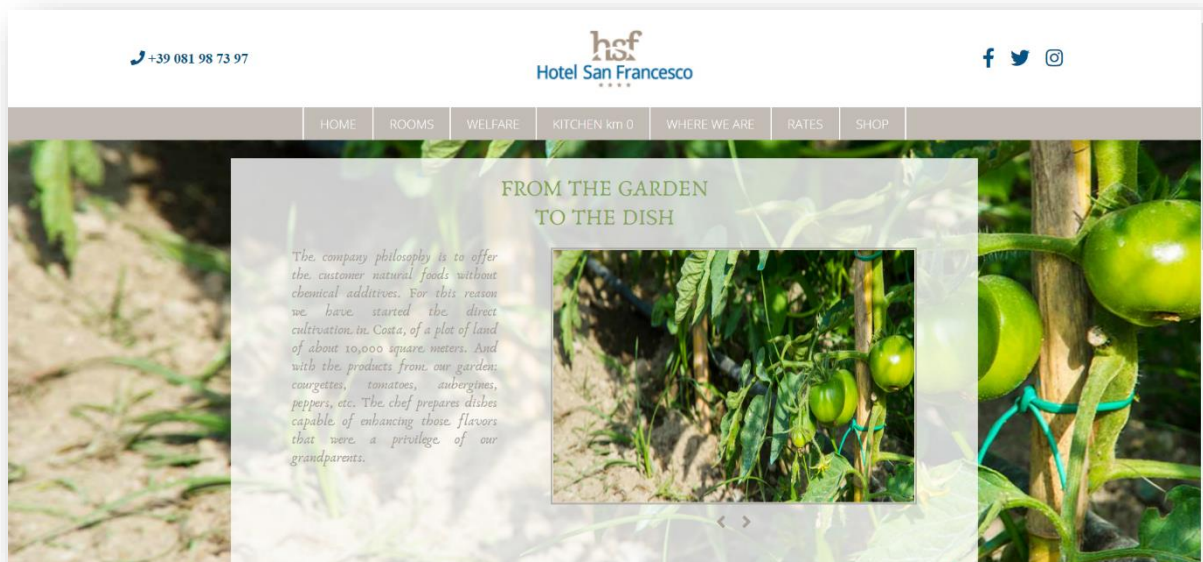 +39 081 98 73 97
hsf
Hotel San Francesco
HOME ROOMS WELFARE KITCHEN km 0 WHERE WE ARE RATES SHOP
FROM THE GARDEN
TO THE DISH
The company philosophy is to offer
the customer natural foods without
chemical additives. For this reason
we have started the direct
cultivation, in Costa, of a plot of land
of about 10,000 square meters. And
with the products from our garden:
courgettes, tomatoes, aubergines,
peppers, etc. The chef prepares dishes
capable of enhancing those flavors
that were a privilege of our
grandparents.